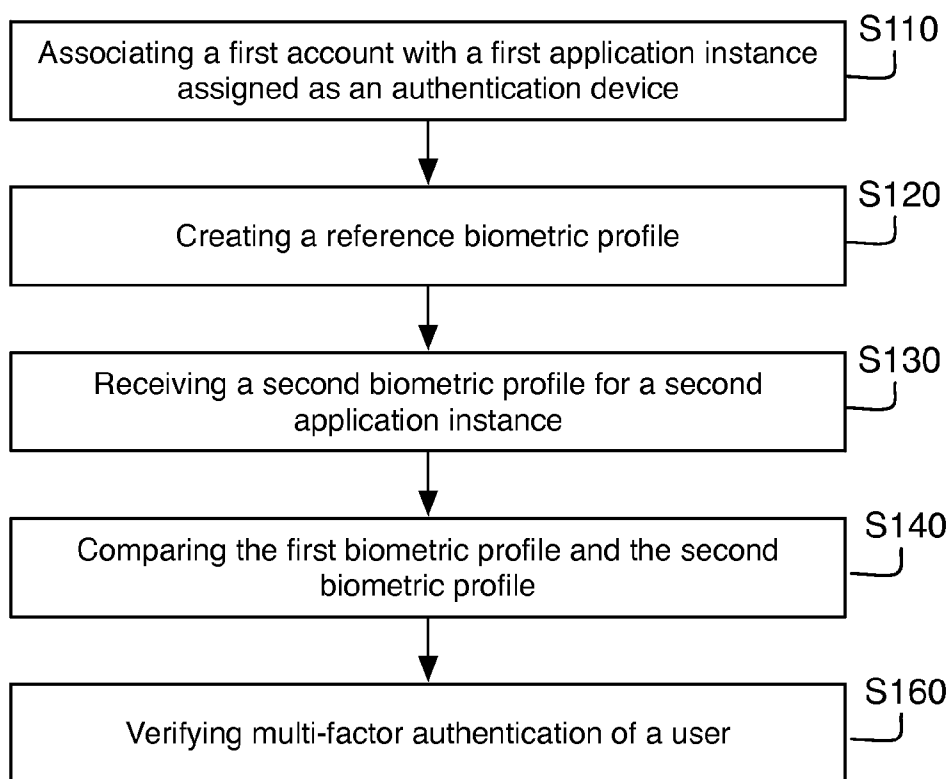 S110
Associating a first account with a first application instance
assigned as an authentication device
S120
Creating a reference biometric profile
S130
Receiving a second biometric profile for a second
application instance
S140
Comparing the first biometric profile and the second
biometric profile
S160
Verifying multi-factor authentication of a user